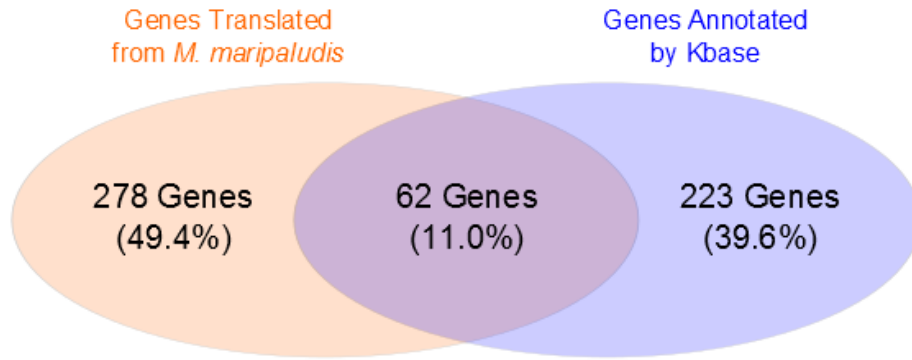 Genes Translated
from M. maripaludis
Genes Annotated
by Kbase
278 Genes
(49.4%)
62 Genes
(11.0%)
223 Genes
(39.6%)